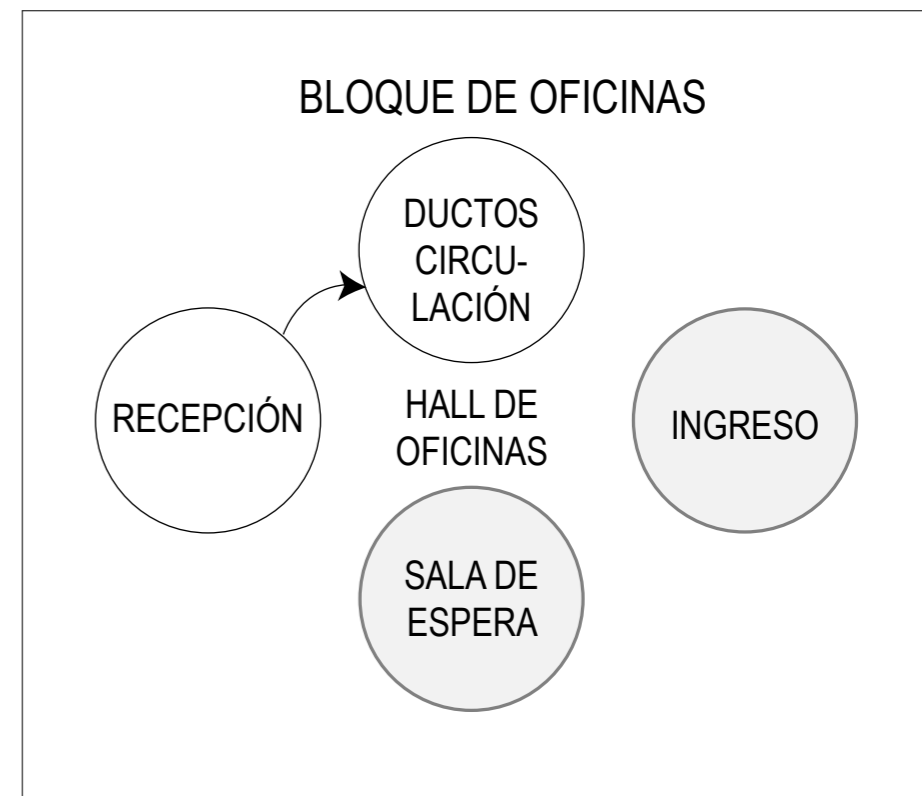 BLOQUE DE OFICINAS
DUCTOS
CIRCU-
LACIÓN
RECEPCIÓN
HALL DE
OFICINAS
INGRESO
SALA DE
ESPERA